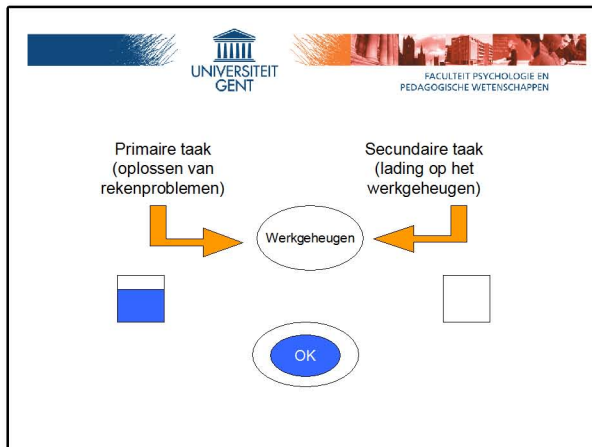 UNIVERSITEIT
GENT
FACULTEIT PSYCHOLOGIE EN
PEDAGOGISCHE WETENSCHAPPEN
Primaire taak
(oplossen van
rekenproblemen)
Secundaire taak
(lading op het
werkgeheugen)
Werkgeheugen
OK